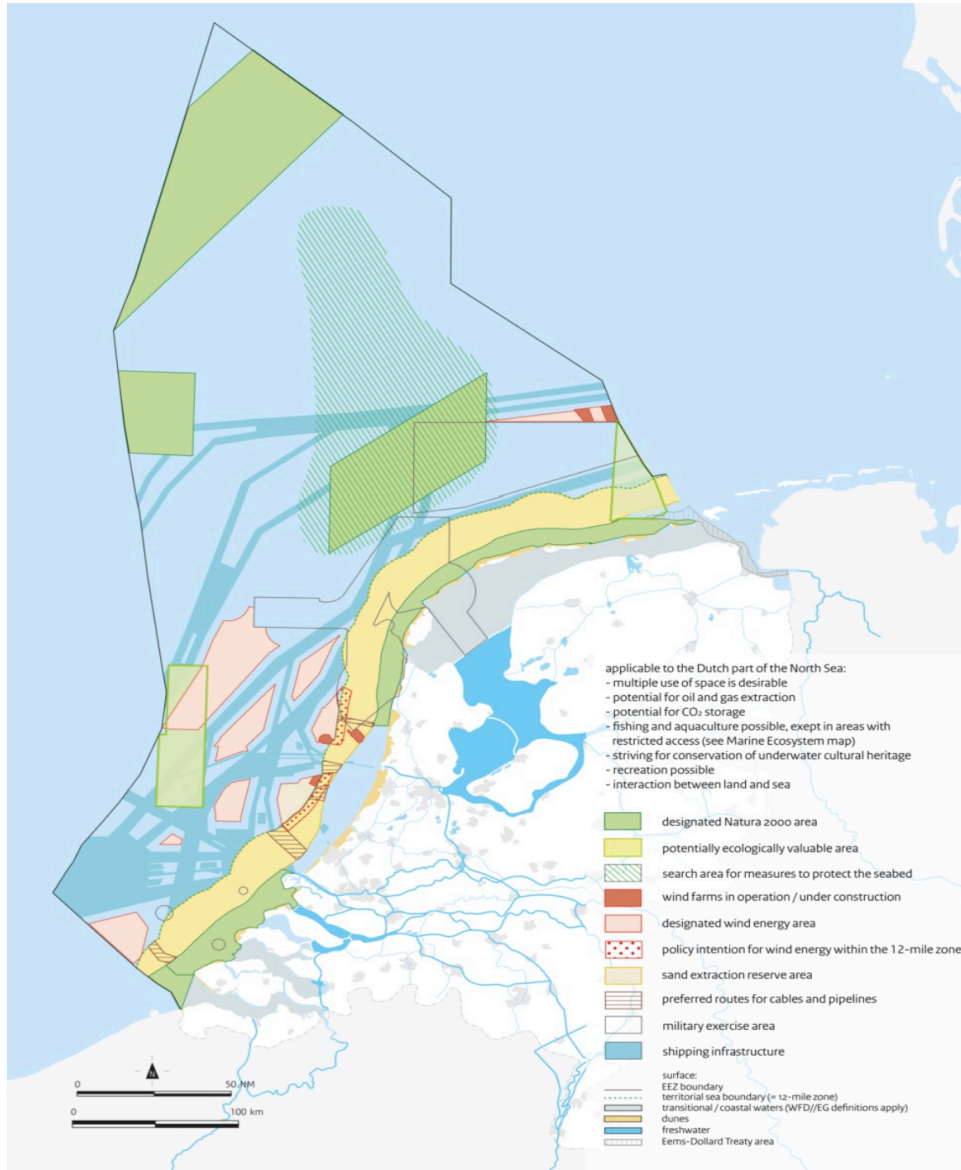 applicable to the Dutch part of the North Sea:
- multiple use of space is desirable
- potential for oil and gas extraction
- potential for CO₂ storage
- fishing and aquaculture possible, exept in areas with
restricted access (see Marine Ecosystem map)
- striving for conservation of underwater cultural heritage
- recreation possible
- interaction between land and sea
designated Natura 2000 area
potentially ecologically valuable area
search area for measures to protect the seabed
wind farms in operation / under construction
designated wind energy area
policy intention for wind energy within the 12-mile zone
sand extraction reserve area
preferred routes for cables and pipelines
military exercise area
shipping infrastructure
surface:
EEZ boundary
territorial sea boundary (= 12-mile zone)
transitional / coastal waters (WFD//EG definitions apply)
dunes
freshwater
Eems-Dollard Treaty area
N
0 50 NM
0 100 km